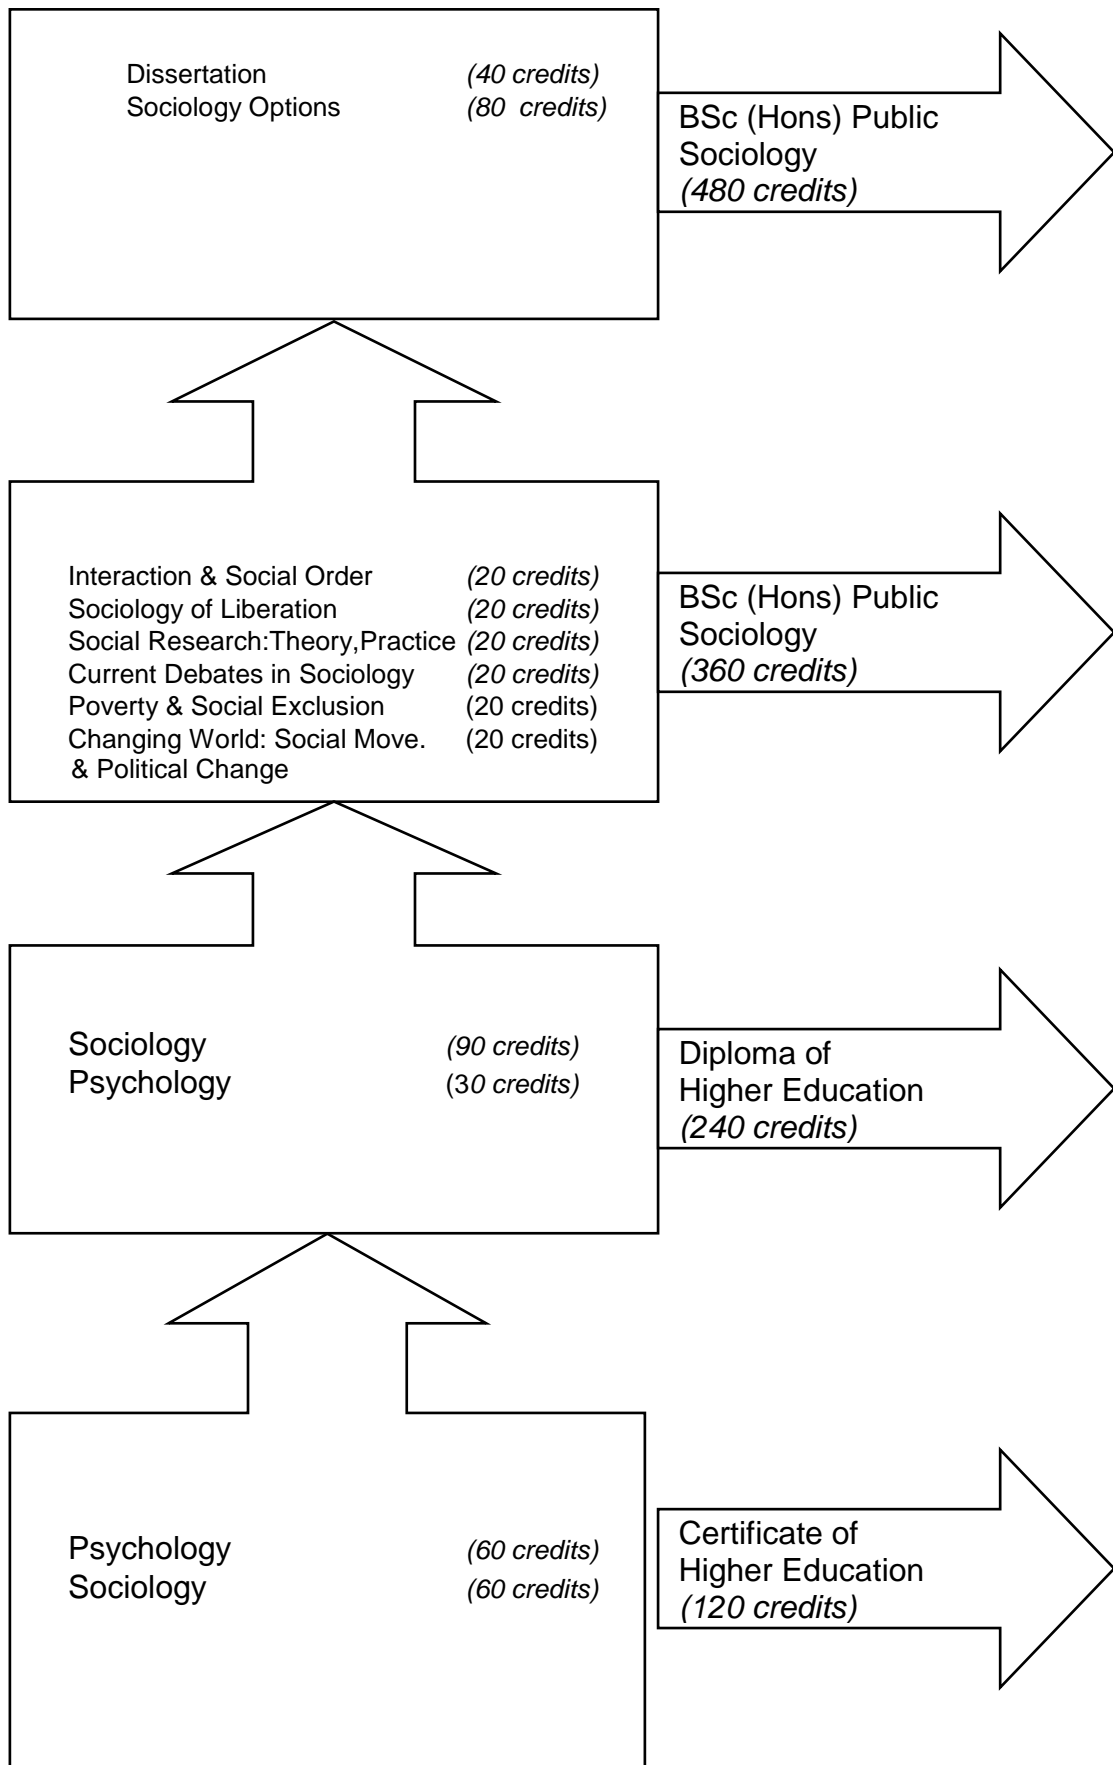 Dissertation (40 credits)
Sociology Options (80 credits)
BSc (Hons) Public
Sociology
(480 credits)
Interaction & Social Order (20 credits)
Sociology of Liberation (20 credits)
Social Research:Theory,Practice (20 credits)
Current Debates in Sociology (20 credits)
Poverty & Social Exclusion (20 credits)
Changing World: Social Move. (20 credits)
& Political Change
BSc (Hons) Public
Sociology
(360 credits)
Sociology (90 credits)
Psychology (30 credits)
Diploma of
Higher Education
(240 credits)
Psychology (60 credits)
Sociology (60 credits)
Certificate of
Higher Education
(120 credits)